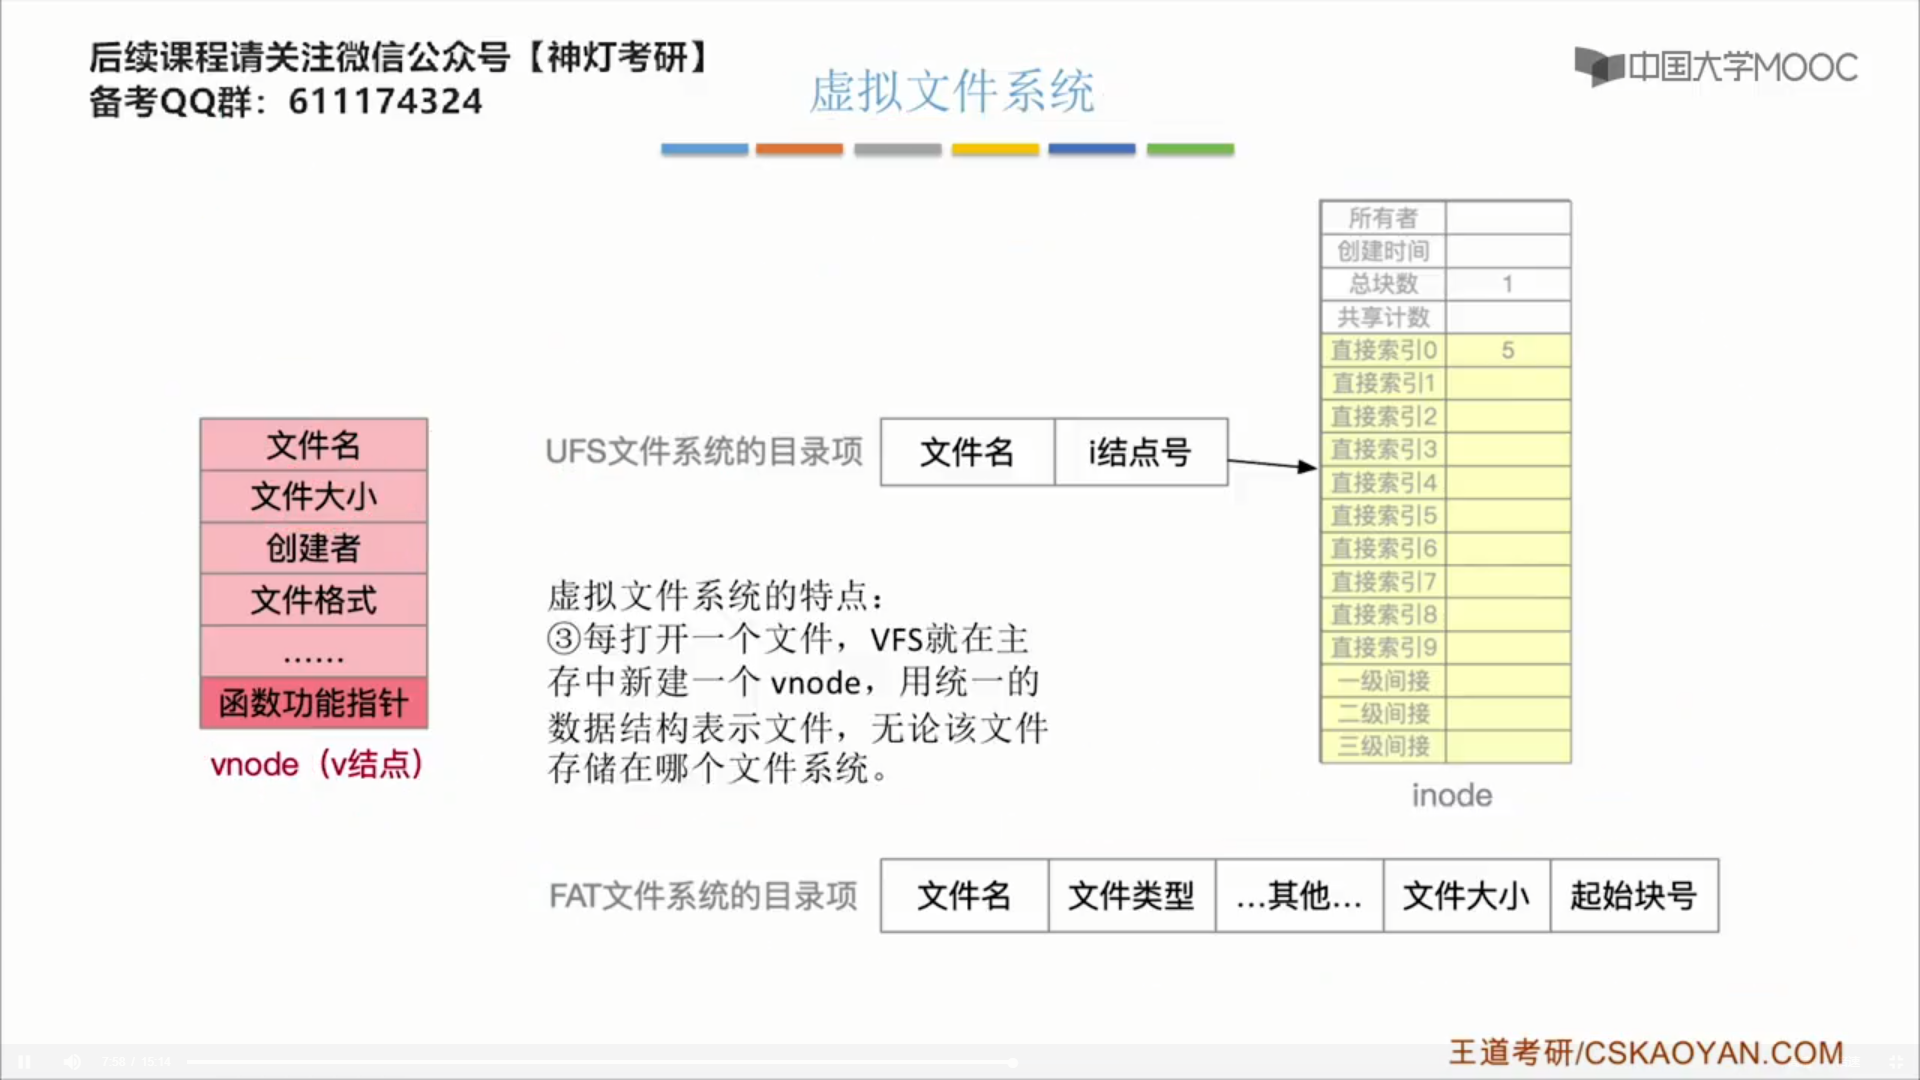 后续课程请关注微信公众号【神灯考研】
备考QQ群：611174324
虚拟文件系统
中国大学MOOC
文件名
文件大小
创建者
文件格式
……
函数功能指针
vnode（v结点）
UFS文件系统的目录项
文件名
i结点号
虚拟文件系统的特点：
③每打开一个文件，VFS就在主
存中新建一个 vnode，用统一的
数据结构表示文件，无论该文件
存储在哪个文件系统。
所有者
创建时间
总块数 1
共享计数
直接索引0 5
直接索引1
直接索引2
直接索引3
直接索引4
直接索引5
直接索引6
直接索引7
直接索引8
直接索引9
一级间接
二级间接
三级间接
inode
FAT文件系统的目录项
文件名
文件类型
...其他...
文件大小
起始块号
王道考研/CSKAOYAN.COM